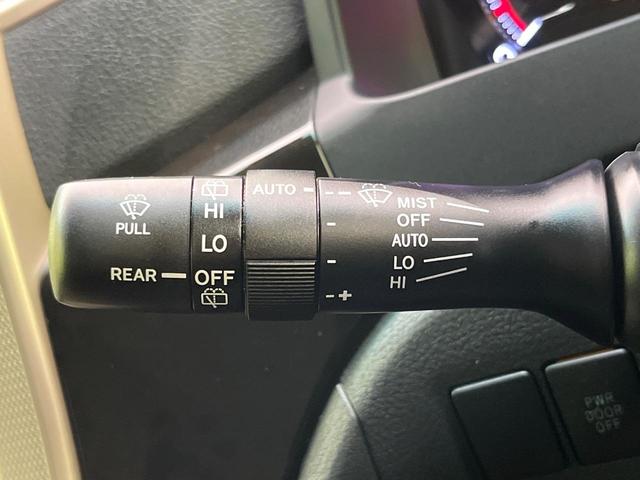 PULL
REAR
HI
LO
OFF
AUTO
- -
-
-
-+
MIST
OFF
AUTO
LO
HI
PWR
DOOR
OFF